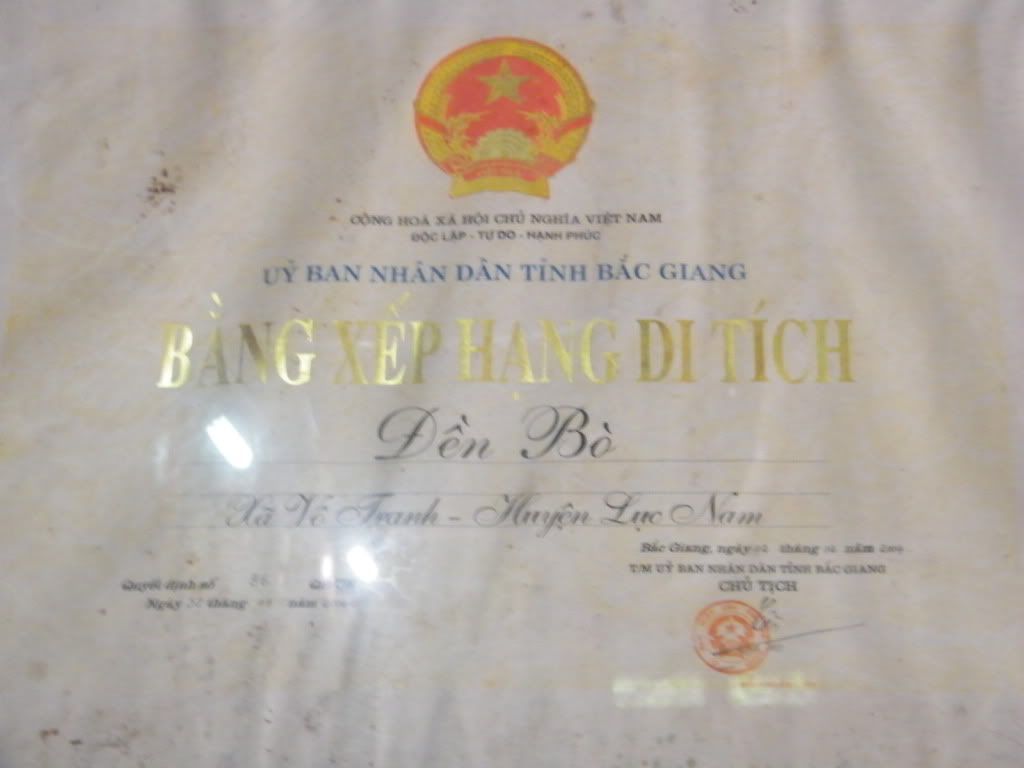 CỘNG HOÀ XÃ HỘI CHỦ NGHĨA VIỆT NAM
ĐỘC LẬP - TỰ DO - HẠNH PHÚC
UỶ BAN NHÂN DÂN TỈNH BẮC GIANG
BẰNG XẾP HẠNG DI TÍCH
Đền Bò
Xã Vô Tranh - Huyện Lục Nam
Bắc Giang, ngày tháng năm
T/M UỶ BAN NHÂN DÂN TỈNH BẮC GIANG
CHỦ TỊCH
Quyết định số 86
Ngày tháng năm